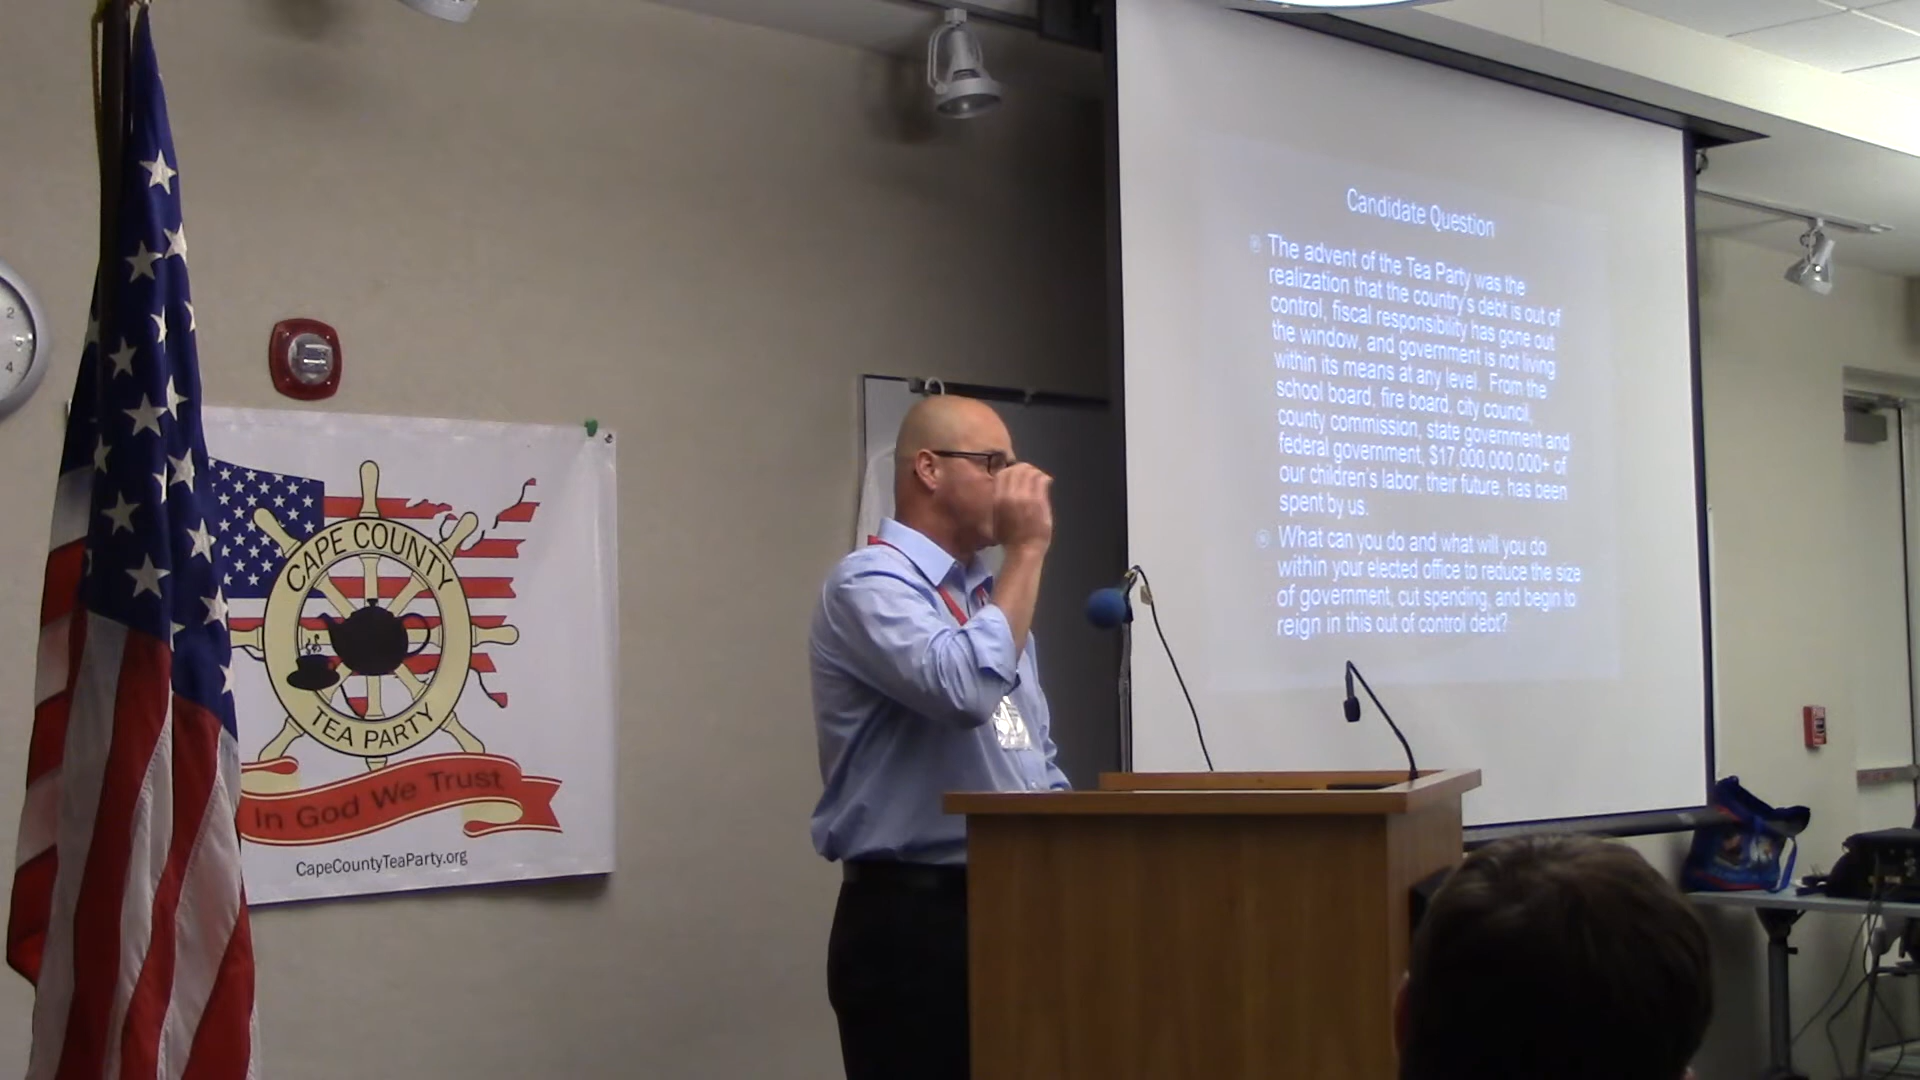 2
4
CAPE COUNTY
TEA PARTY
In God We Trust
CapeCountyTeaParty.org
Candidate Question
The advent of the Tea Party was the
realization that the country's debt is out of
control, fiscal responsibility has gone out
the window, and government is not living
within its means at any level. From the
school board, fire board, city council,
county commission, state government and
federal government, $17,000,000,000+ of
our children's labor, their future, has been
spent by us.
What can you do and what will you do
within your elected office to reduce the size
of government, cut spending, and begin to
reign in this out of control debt?